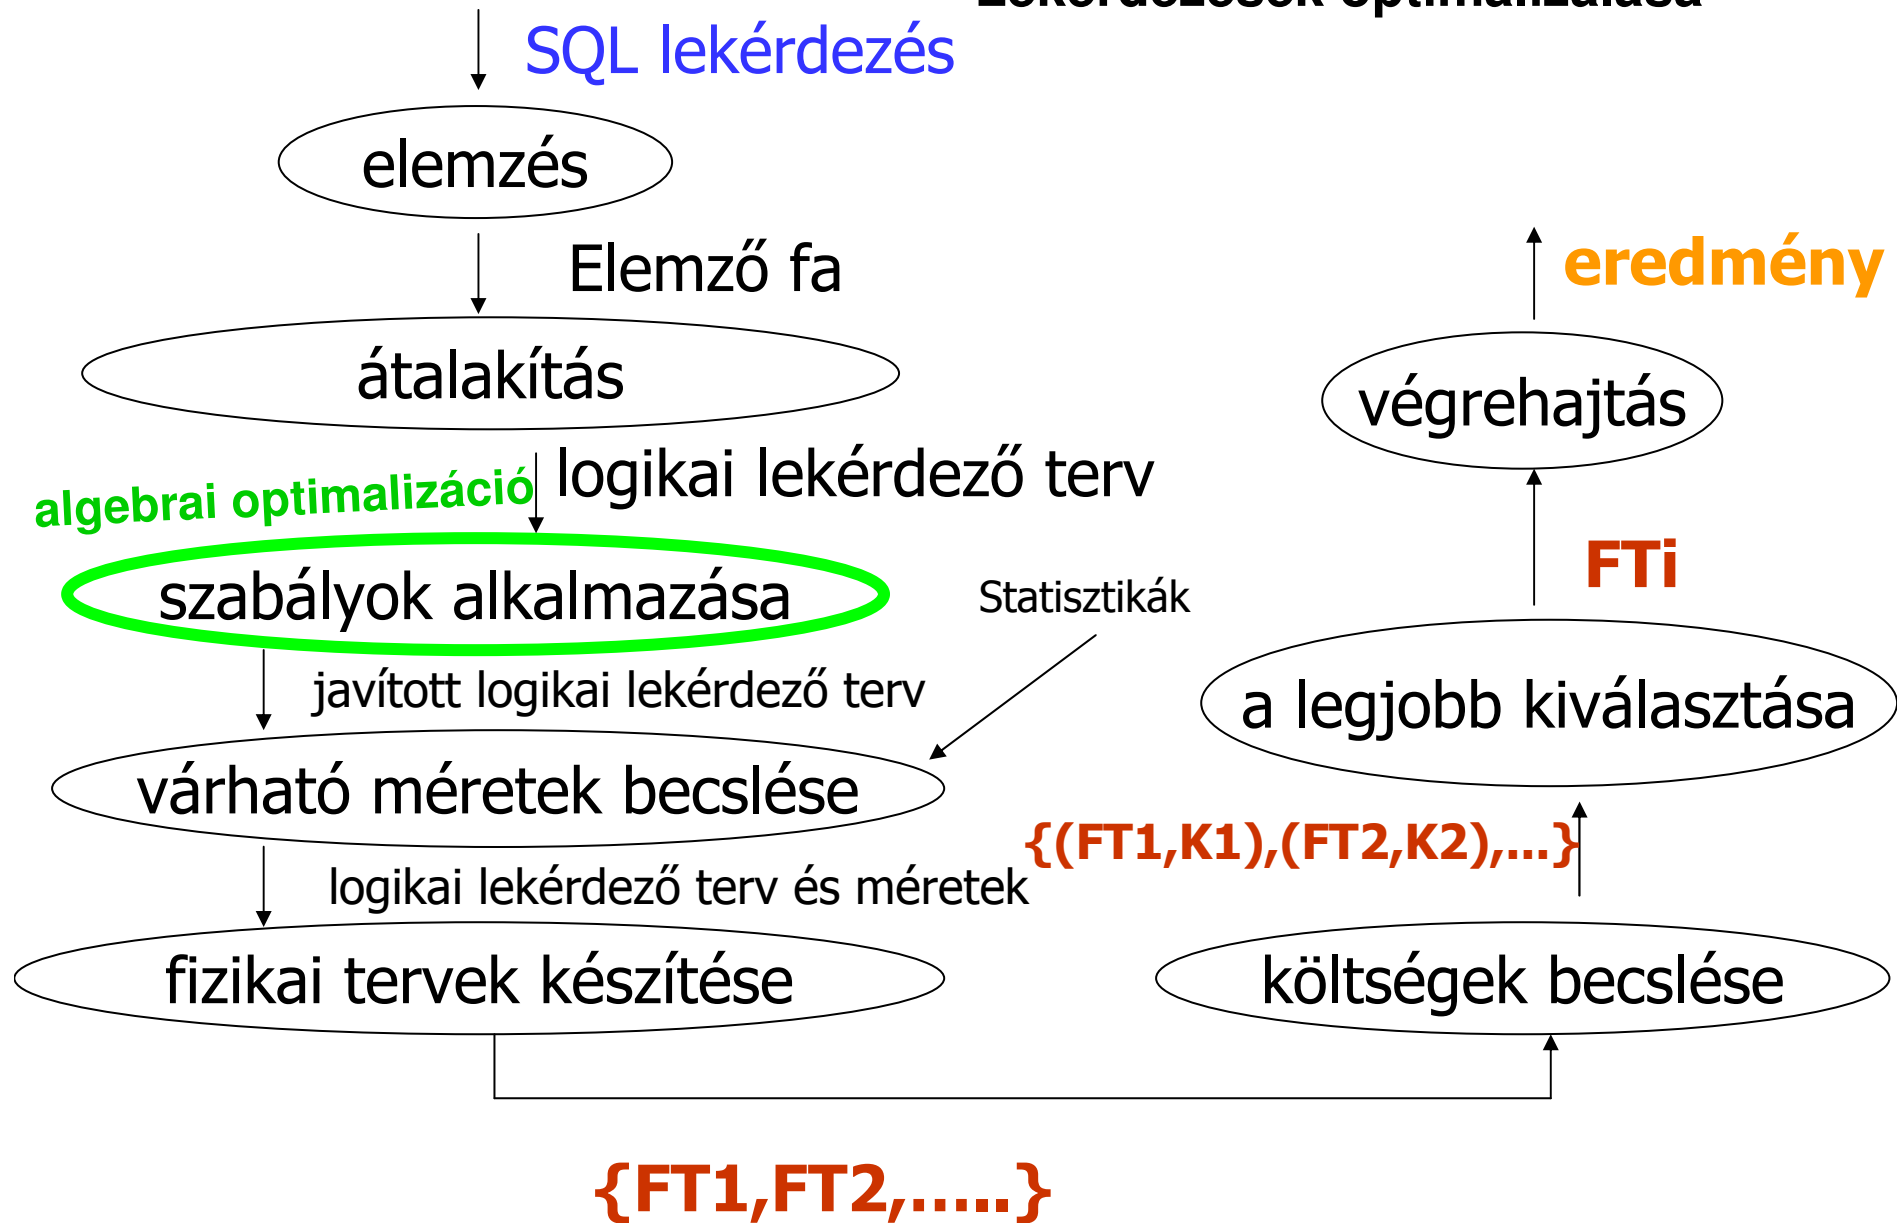 Lekérdezések optimalizálása
SQL lekérdezés
elemzés
Elemző fa
átalakítás
logikai lekérdező terv
algebrai optimalizáció
szabályok alkalmazása
Statisztikák
javított logikai lekérdező terv
várható méretek becslése
logikai lekérdező terv és méretek
fizikai tervek készítése
{FT1,FT2,.....}
költségek becslése
{(FT1,K1),(FT2,K2),...}
a legjobb kiválasztása
FTi
végrehajtás
eredmény